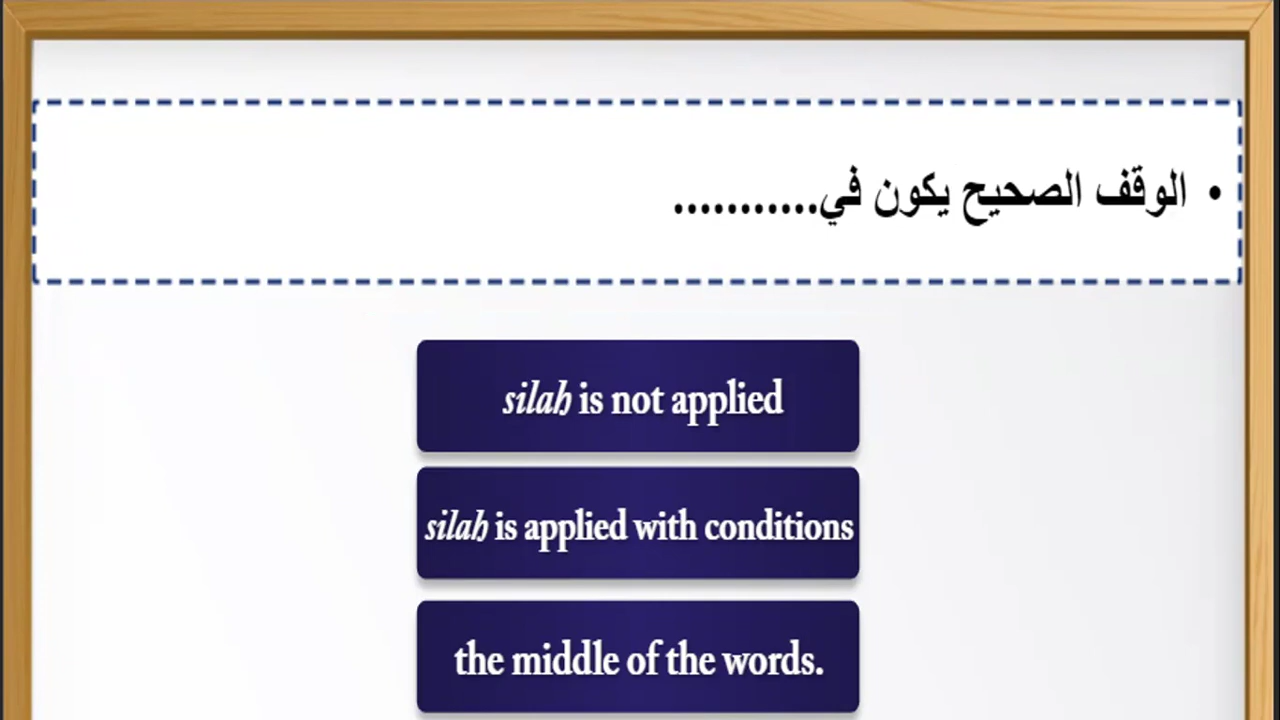 • الوقف الصحيح يكون في...........
silah is not applied
silah is applied with conditions
the middle of the words.